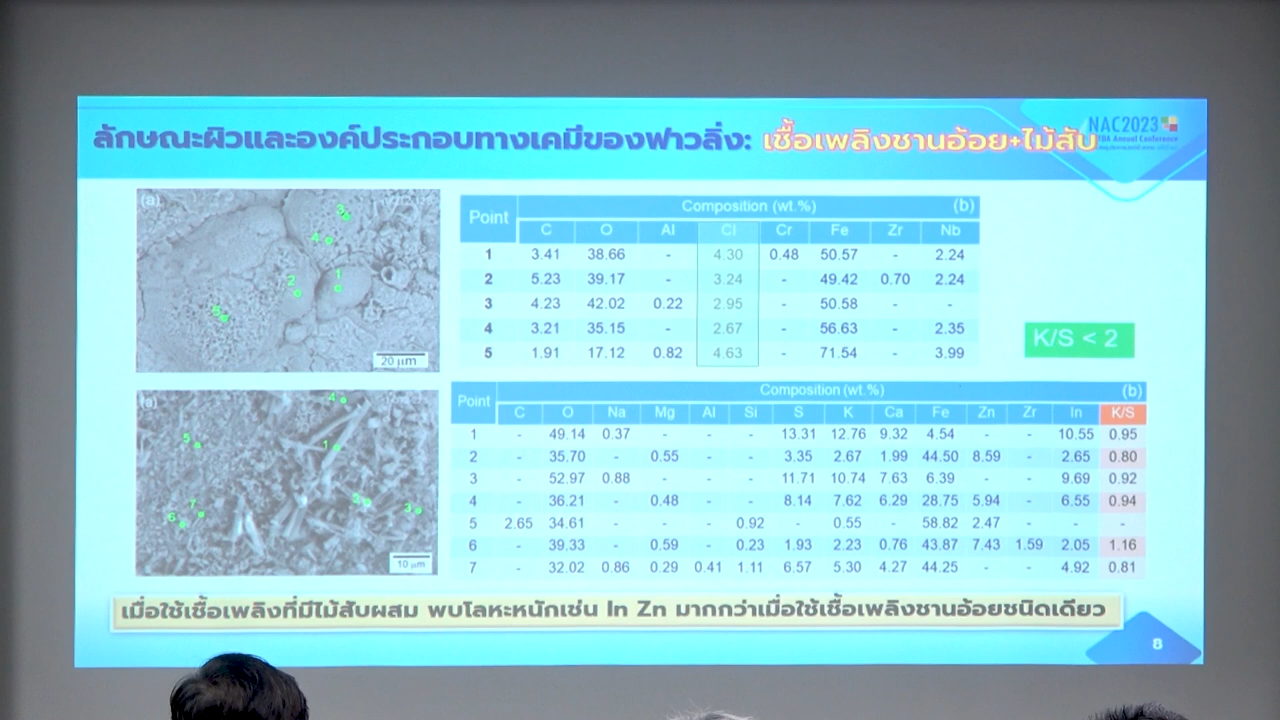 ลักษณะผิวและองค์ประกอบทางเคมีของฟาวลิ่ง: เชื้อเพลิงชานอ้อย+ไม้สับ
NAC2023
Annual Conference
(a)
3
4
2
1
5
20 µm
Point Composition (wt.%) (b)
C O Al Cl Cr Fe Zr Nb
1 3.41 38.66 - 4.30 0.48 50.57 - 2.24
2 5.23 39.17 - 3.24 - 49.42 0.70 2.24
3 4.23 42.02 0.22 2.95 - 50.58 - -
4 3.21 35.15 - 2.67 - 56.63 - 2.35
5 1.91 17.12 0.82 4.63 - 71.54 - 3.99
K/S < 2
(a)
4
5
1
2
3
7
6
10 µm
Point Composition (wt.%) (b)
C O Na Mg Al Si S K Ca Fe Zn Zr In K/S
1 - 49.14 0.37 - - - 13.31 12.76 9.32 4.54 - - 10.55 0.95
2 - 35.70 - 0.55 - - 3.35 2.67 1.99 44.50 8.59 - 2.65 0.80
3 - 52.97 0.88 - - - 11.71 10.74 7.63 6.39 - - 9.69 0.92
4 - 36.21 - 0.48 - - 8.14 7.62 6.29 28.75 5.94 - 6.55 0.94
5 2.65 34.61 - - - 0.92 - 0.55 - 58.82 2.47 - - -
6 - 39.33 - 0.59 - 0.23 1.93 2.23 0.76 43.87 7.43 1.59 2.05 1.16
7 - 32.02 0.86 0.29 0.41 1.11 6.57 5.30 4.27 44.25 - - 4.92 0.81
เมื่อใช้เชื้อเพลิงที่มีไม้สับผสม พบโลหะหนักเช่น In Zn มากกว่าเมื่อใช้เชื้อเพลิงชานอ้อยชนิดเดียว
8